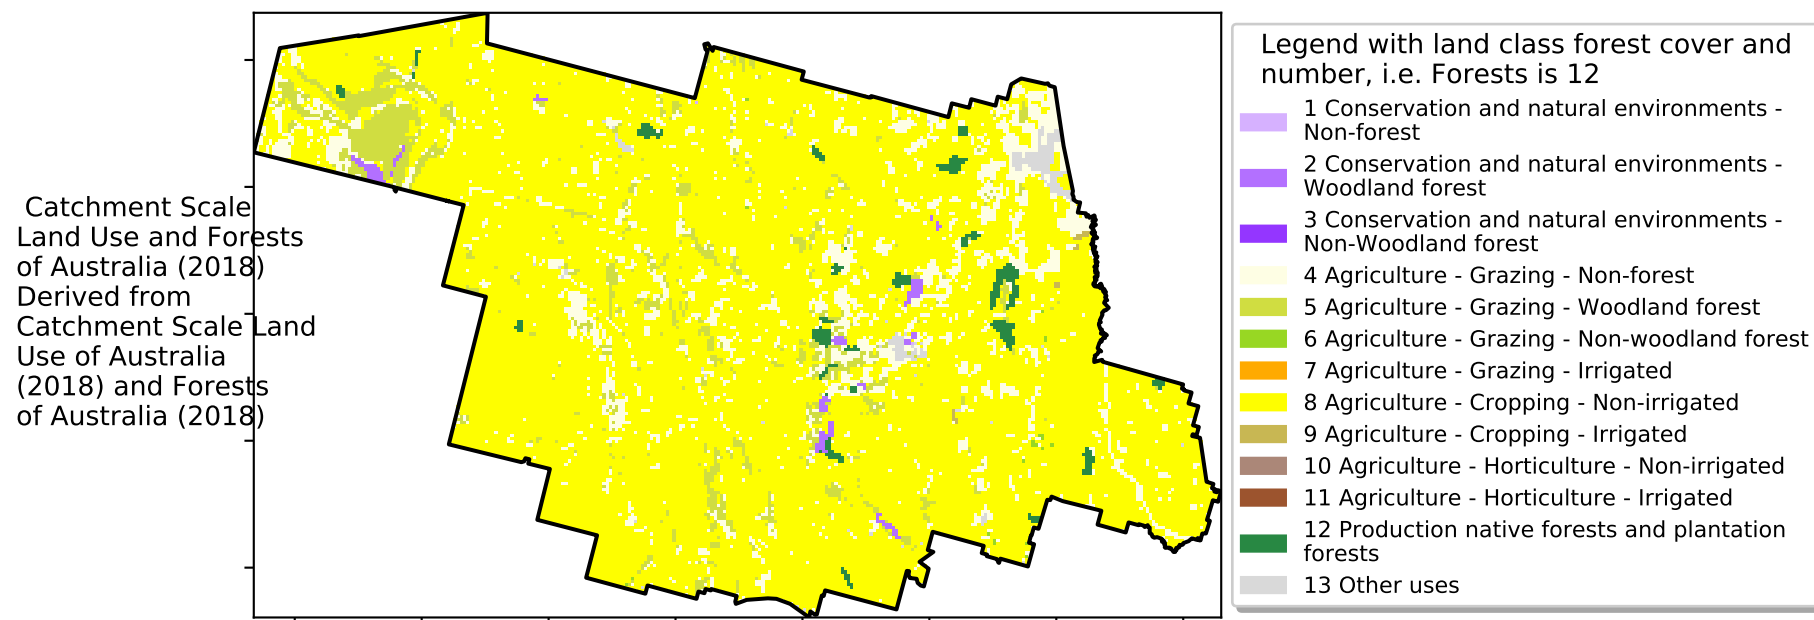 Catchment Scale
Land Use and Forests
of Australia (2018)
Derived from
Catchment Scale Land
Use of Australia
(2018) and Forests
of Australia (2018)
Legend with land class forest cover and
number, i.e. Forests is 12
1 Conservation and natural environments -
Non-forest
2 Conservation and natural environments -
Woodland forest
3 Conservation and natural environments -
Non-Woodland forest
4 Agriculture - Grazing - Non-forest
5 Agriculture - Grazing - Woodland forest
6 Agriculture - Grazing - Non-woodland forest
7 Agriculture - Grazing - Irrigated
8 Agriculture - Cropping - Non-irrigated
9 Agriculture - Cropping - Irrigated
10 Agriculture - Horticulture - Non-irrigated
11 Agriculture - Horticulture - Irrigated
12 Production native forests and plantation
forests
13 Other uses